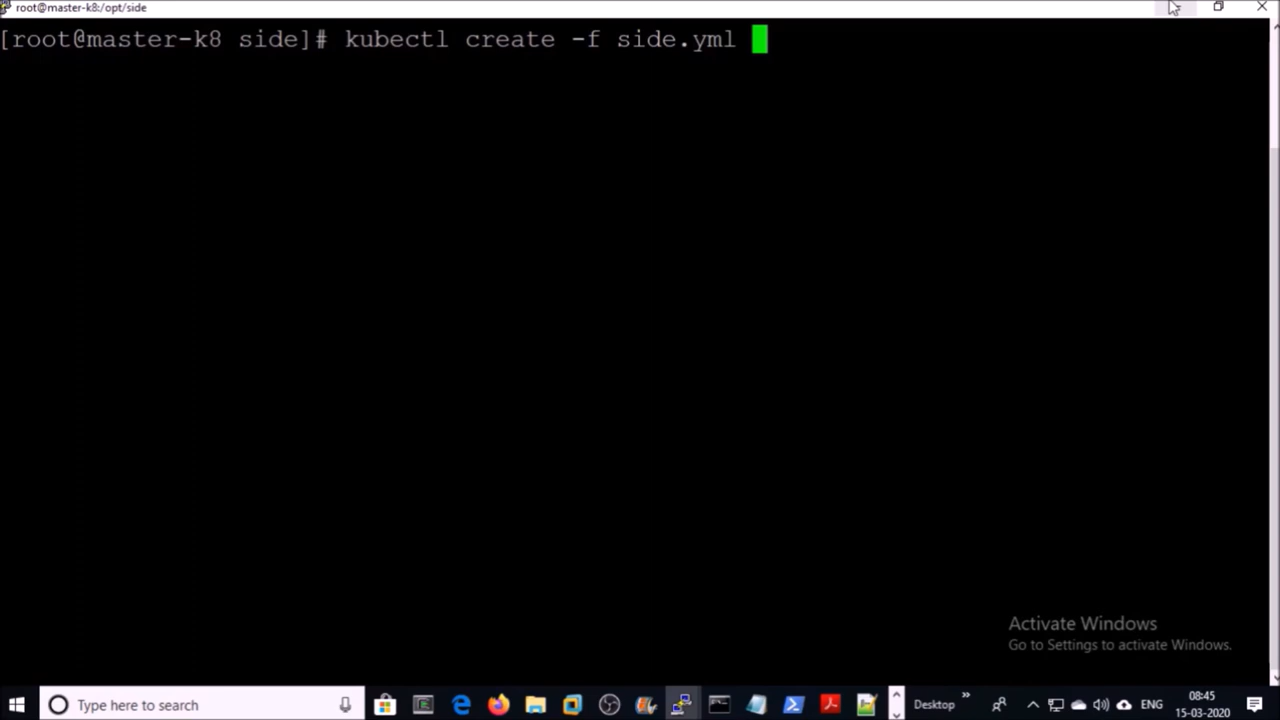 root@master-k8:/opt/side
[root@master-k8 side]# kubectl create -f side.yml
Activate Windows
Go to Settings to activate Windows.
Type here to search
Desktop
»
ENG
08:45
15-03-2020